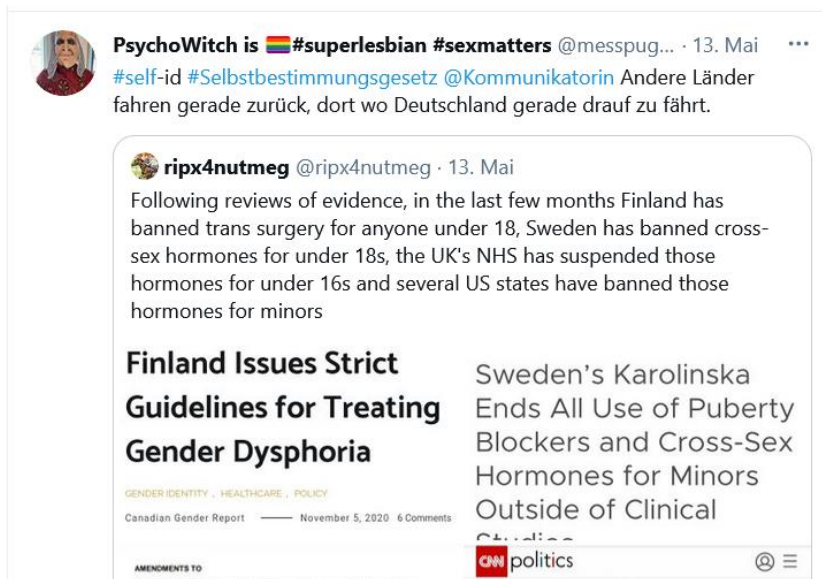 PsychoWitch is 🏳️‍🌈#superlesbian #sexmatters @messpug... · 13. Mai ...
#self-id #Selbstbestimmungsgesetz @Kommunikatorin Andere Länder
fahren gerade zurück, dort wo Deutschland gerade drauf zu fährt.
ripx4nutmeg @ripx4nutmeg · 13. Mai
Following reviews of evidence, in the last few months Finland has
banned trans surgery for anyone under 18, Sweden has banned cross-
sex hormones for under 18s, the UK's NHS has suspended those
hormones for under 16s and several US states have banned those
hormones for minors
Finland Issues Strict
Guidelines for Treating
Gender Dysphoria
GENDER IDENTITY , HEALTHCARE , POLICY
Canadian Gender Report —— November 5, 2020 6 Comments
AMENDMENTS TO
Sweden's Karolinska
Ends All Use of Puberty
Blockers and Cross-Sex
Hormones for Minors
Outside of Clinical
Studies
CNN politics